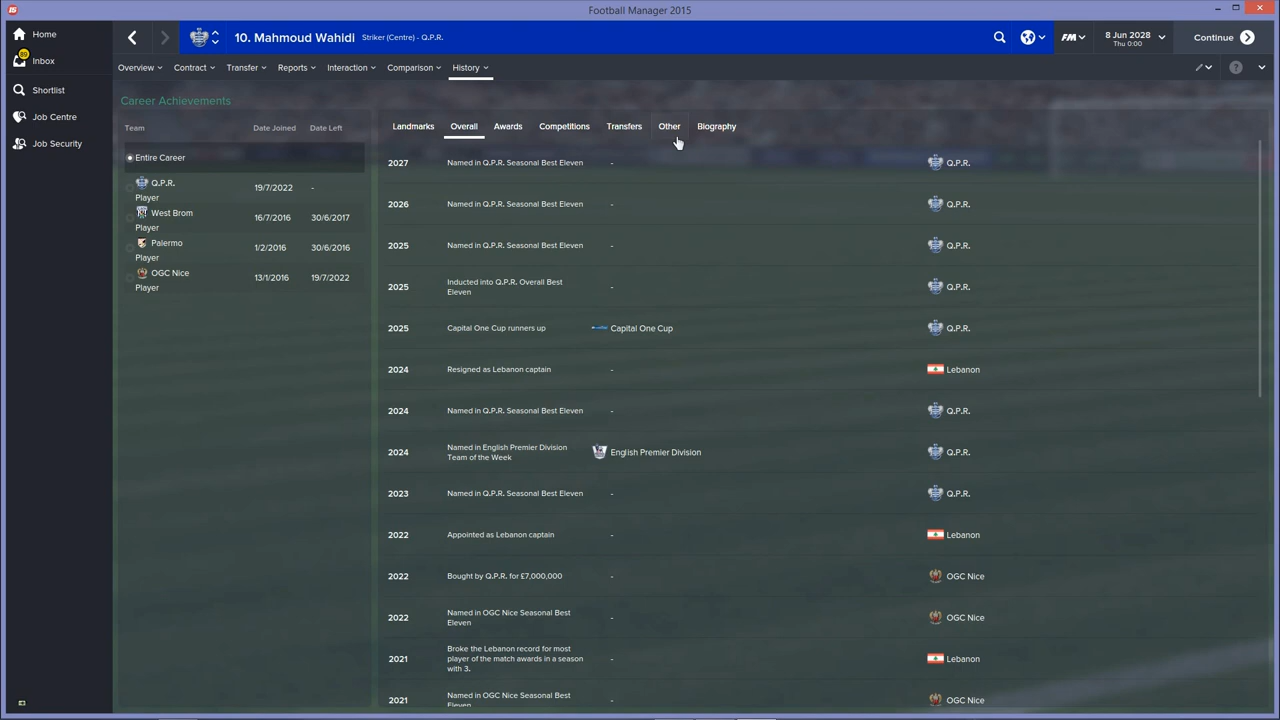 Football Manager 2015
Home
10. Mahmoud Wahidi
Striker (Centre) - Q.P.R.
FM
8 Jun 2028
Thu 0:00
Continue
89
Inbox
Overview
Contract
Transfer
Reports
Interaction
Comparison
History
?
Career Achievements
Shortlist
Job Centre
Job Security
Team
Date Joined
Date Left
Entire Career
Q.P.R.
Player
19/7/2022
-
West Brom
Player
16/7/2016
30/6/2017
Palermo
Player
1/2/2016
30/6/2016
OGC Nice
Player
13/1/2016
19/7/2022
Landmarks
Overall
Awards
Competitions
Transfers
Other
Biography
2027
Named in Q.P.R. Seasonal Best Eleven
-
Q.P.R.
2026
Named in Q.P.R. Seasonal Best Eleven
-
Q.P.R.
2025
Named in Q.P.R. Seasonal Best Eleven
-
Q.P.R.
2025
Inducted into Q.P.R. Overall Best
Eleven
-
Q.P.R.
2025
Capital One Cup runners up
Capital One Cup
Q.P.R.
2024
Resigned as Lebanon captain
-
Lebanon
2024
Named in Q.P.R. Seasonal Best Eleven
-
Q.P.R.
2024
Named in English Premier Division
Team of the Week
English Premier Division
Q.P.R.
2023
Named in Q.P.R. Seasonal Best Eleven
-
Q.P.R.
2022
Appointed as Lebanon captain
-
Lebanon
2022
Bought by Q.P.R. for £7,000,000
-
OGC Nice
2022
Named in OGC Nice Seasonal Best
Eleven
-
OGC Nice
2021
Broke the Lebanon record for most
player of the match awards in a season
with 3.
-
Lebanon
2021
Named in OGC Nice Seasonal Best
Eleven
-
OGC Nice